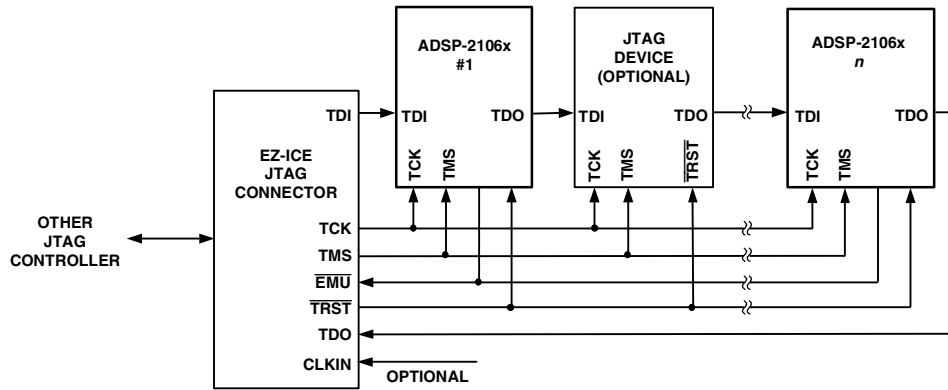 ADSP-2106x
#1
TDI
TDO
TCK
TMS
JTAG
DEVICE
(OPTIONAL)
TDI
TDO
TCK
TMS
TRST
ADSP-2106x
n
TDI
TDO
TCK
TMS
OTHER
JTAG
CONTROLLER
EZ-ICE
JTAG
CONNECTOR
TDI
TCK
TMS
EMU
TRST
TDO
CLKIN
OPTIONAL